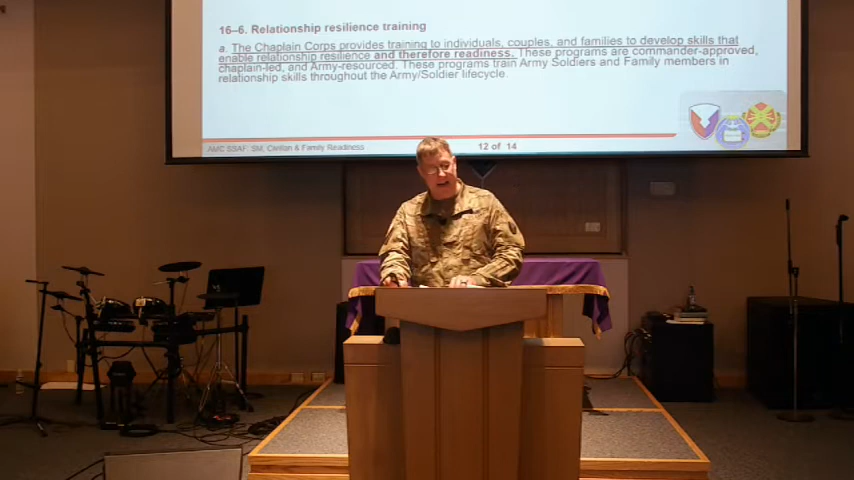 16–6. Relationship resilience training
a. The Chaplain Corps provides training to individuals, couples, and families to develop skills that
enable relationship resilience and therefore readiness. These programs are commander-approved,
chaplain-led, and Army-resourced. These programs train Army Soldiers and Family members in
relationship skills throughout the Army/Soldier lifecycle.
AMC SSAF, SM, Civilian & Family Readiness
12 of 14